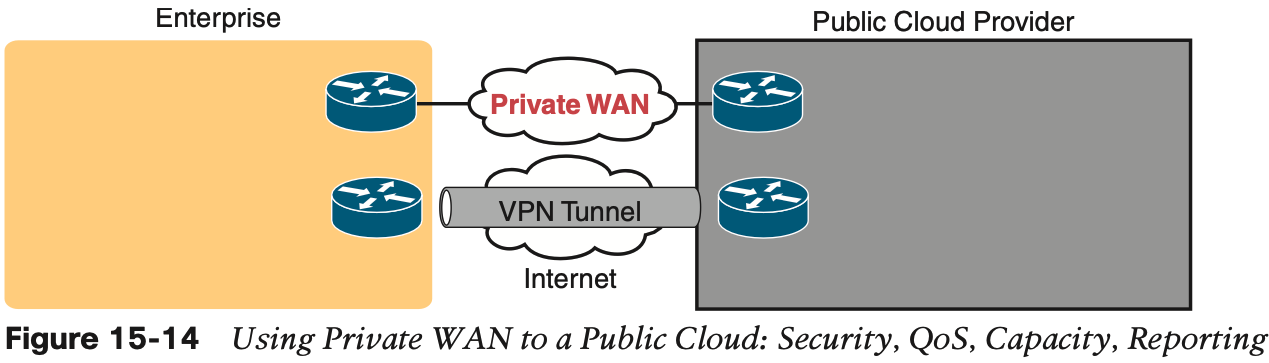 Enterprise
Public Cloud Provider
Private WAN
VPN Tunnel
Internet
Figure 15-14 Using Private WAN to a Public Cloud: Security, QoS, Capacity, Reporting